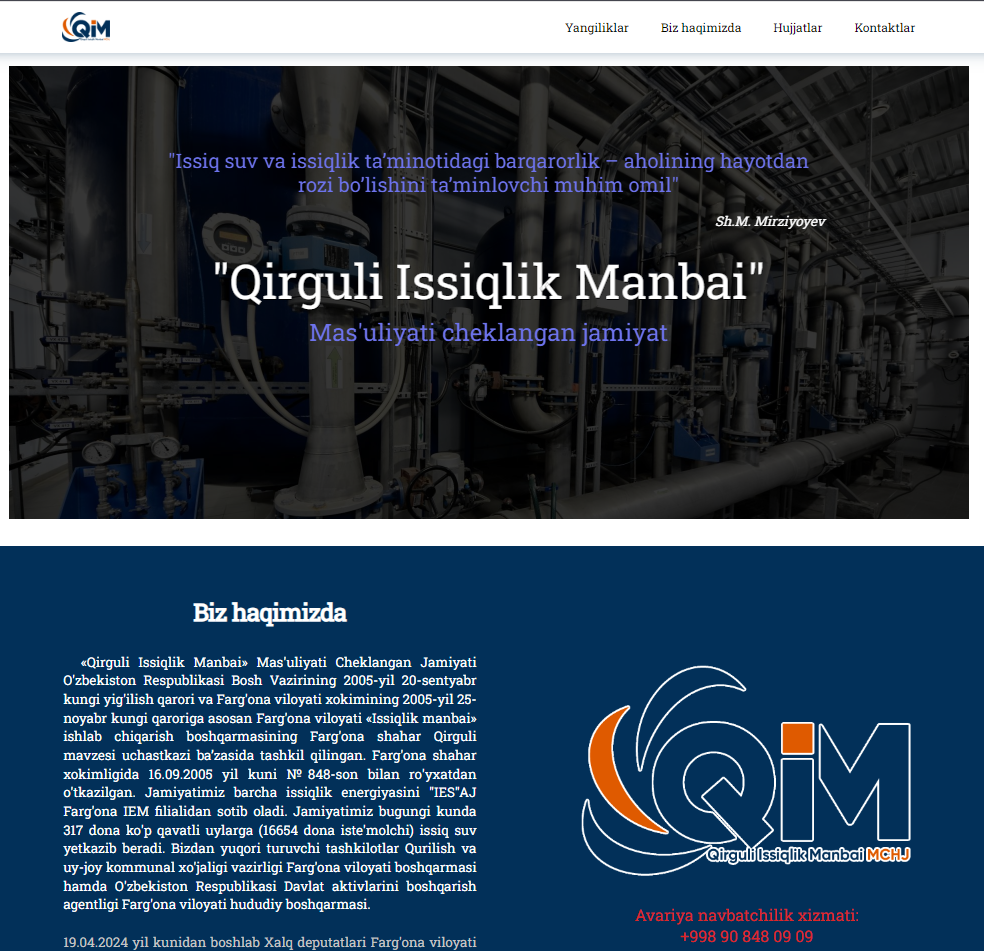 QiM
Yangiliklar
Biz haqimizda
Hujjatlar
Kontaktlar
"Issiq suv va issiqlik ta’minotidagi barqarorlik – aholining hayotdan
rozi bo’lishini ta’minlovchi muhim omil"
Sh.M. Mirziyoyev
"Qirguli Issiqlik Manbai"
Mas'uliyati cheklangan jamiyat
Biz haqimizda
«Qirguli Issiqlik Manbai» Mas'uliyati Cheklangan Jamiyati
O'zbekiston Respublikasi Bosh Vazirining 2005-yil 20-sentyabr
kungi yig'ilish qarori va Farg'ona viloyati xokimining 2005-yil 25-
noyabr kungi qaroriga asosan Farg'ona viloyati «Issiqlik manbai»
ishlab chiqarish boshqarmasining Farg'ona shahar Qirguli
mavzesi uchastkazi ba'zasida tashkil qilingan. Farg'ona shahar
xokimligida 16.09.2005 yil kuni № 848-son bilan ro'yxatdan
o'tkazilgan. Jamiyatimiz barcha issiqlik energiyasini "IES"AJ
Farg'ona IEM filialidan sotib oladi. Jamiyatimiz bugungi kunda
317 dona ko'p qavatli uylarga (16654 dona iste'molchi) issiq suv
yetkazib beradi. Bizdan yuqori turuvchi tashkilotlar Qurilish va
uy-joy kommunal xo'jaligi vazirligi Farg'ona viloyati boshqarmasi
hamda O'zbekiston Respublikasi Davlat aktivlarini boshqarish
agentligi Farg'ona viloyati hududiy boshqarmasi.
19.04.2024 yil kunidan boshlab Xalq deputatlari Farg'ona viloyati
QiM
Qirguli Issiqlik Manbai MCHJ
Avariya navbatchilik xizmati:
+998 90 848 09 09